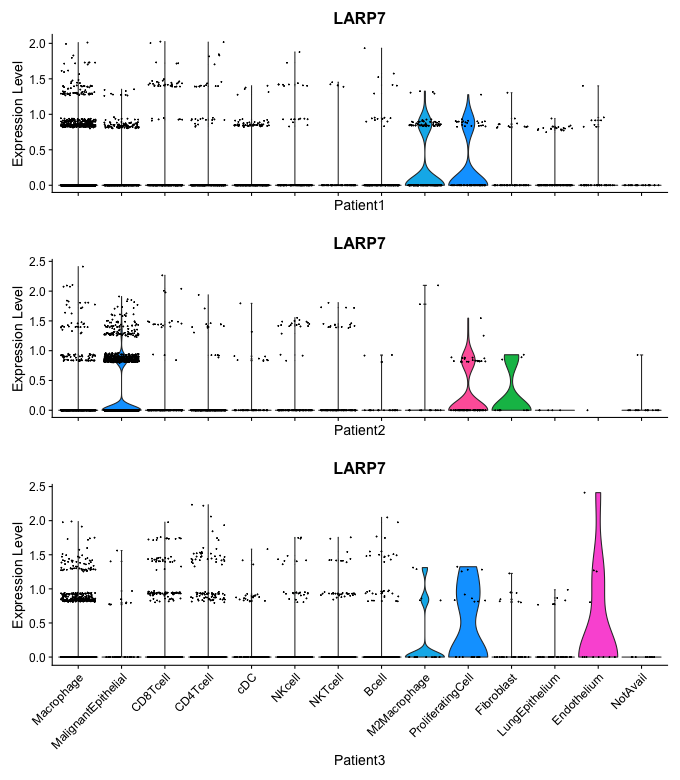 LARP7
Expression Level
2.0
1.5
1.0
0.5
0.0
Patient1
LARP7
Expression Level
2.5
2.0
1.5
1.0
0.5
0.0
Patient2
LARP7
Expression Level
2.5
2.0
1.5
1.0
0.5
0.0
Macrophage
MalignantEpithelial
CD8Tcell
CD4Tcell
cDC
NKcell
NKTcell
Bcell
M2Macrophage
ProliferatingCell
Fibroblast
LungEpithelium
Endothelium
NotAvail
Patient3